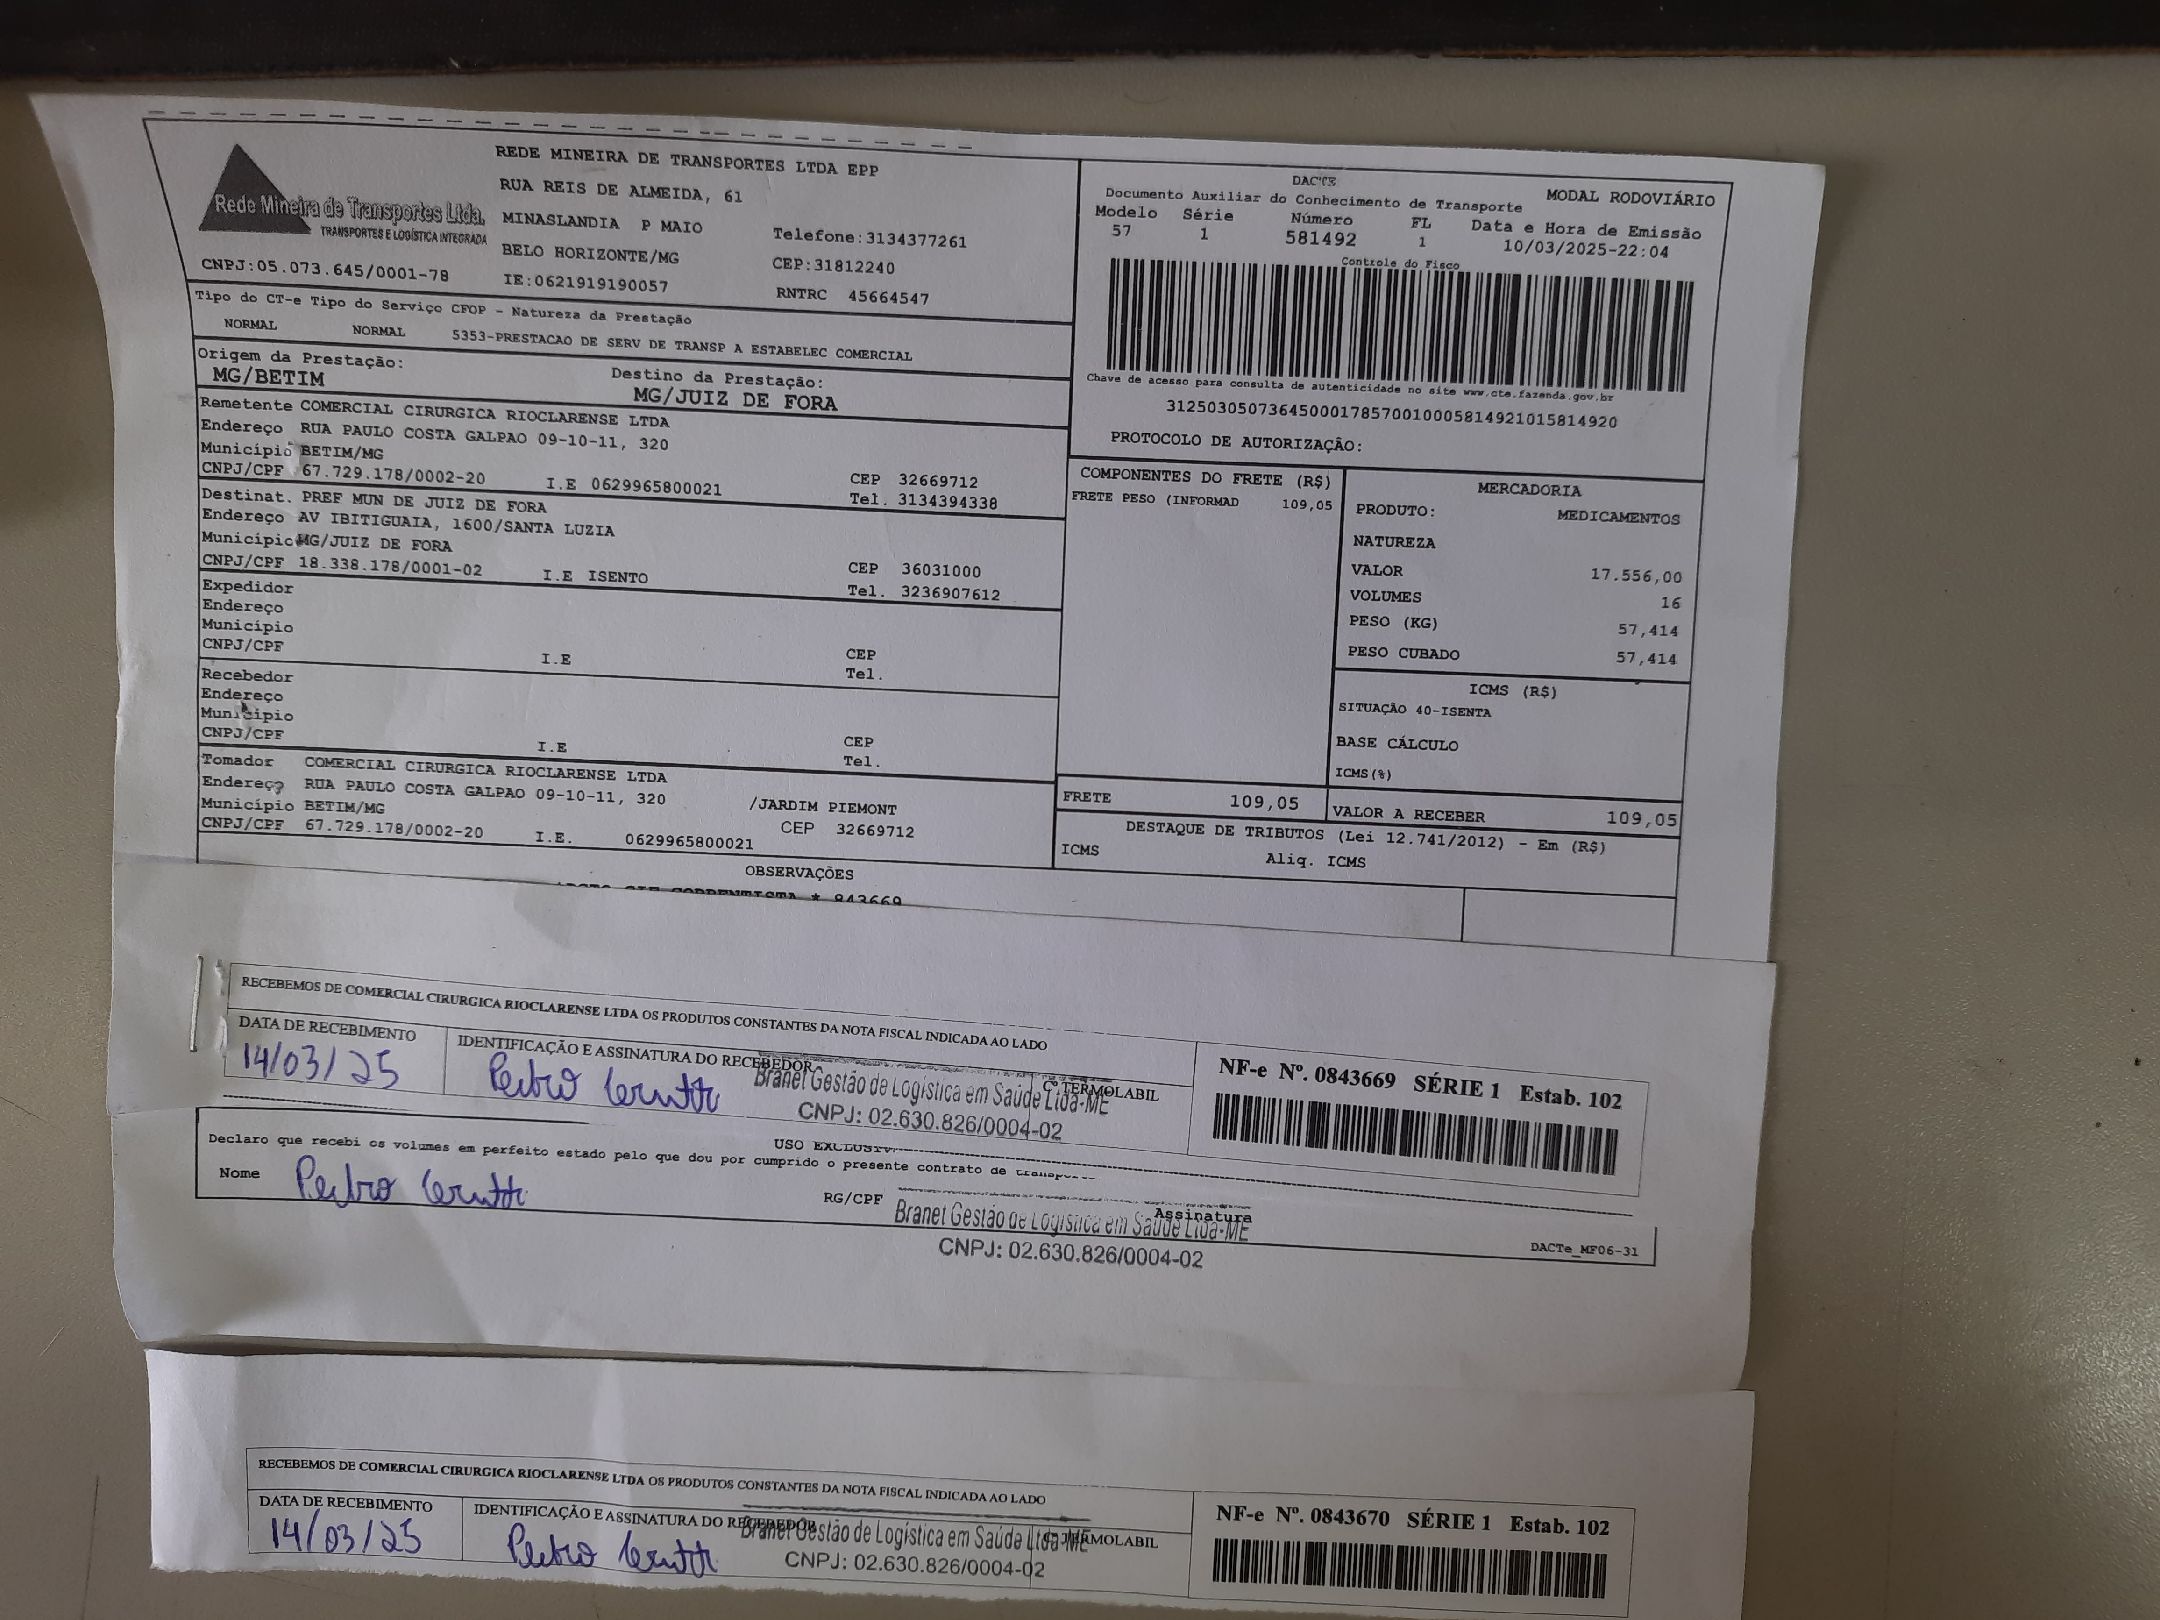 Rede Mineira de Transportes Ltda.
TRANSPORTES E LOGÍSTICA INTEGRADA
CNPJ:05.073.645/0001-78
REDE MINEIRA DE TRANSPORTES LTDA EPP
RUA REIS DE ALMEIDA, 61
MINASLANDIA P MAIO Telefone:3134377261
BELO HORIZONTE/MG CEP:31812240
IE:0621919190057 RNTRC 45664547
DACTE
Documento Auxiliar do Conhecimento de Transporte MODAL RODOVIÁRIO
Modelo Série Número FL Data e Hora de Emissão
57 1 581492 1 10/03/2025-22:04
Controle do Fisco
Chave de acesso para consulta de autenticidade no site www.cte.fazenda.gov.br
31250305073645000178570010005814921015814920
PROTOCOLO DE AUTORIZAÇÃO:
Tipo do CT-e Tipo do Serviço CFOP - Natureza da Prestação
NORMAL NORMAL 5353-PRESTACAO DE SERV DE TRANSP A ESTABELEC COMERCIAL
Origem da Prestação: Destino da Prestação:
MG/BETIM MG/JUIZ DE FORA
Remetente COMERCIAL CIRURGICA RIOCLARENSE LTDA
Endereço RUA PAULO COSTA GALPAO 09-10-11, 320
Município BETIM/MG CEP 32669712
CNPJ/CPF 67.729.178/0002-20 I.E 0629965800021 Tel. 3134394338
Destinat. PREF MUN DE JUIZ DE FORA
Endereço AV IBITIGUAIA, 1600/SANTA LUZIA
Município MG/JUIZ DE FORA CEP 36031000
CNPJ/CPF 18.338.178/0001-02 I.E ISENTO Tel. 3236907612
Expedidor
Endereço
Município CEP
CNPJ/CPF I.E Tel.
Recebedor
Endereço
Município CEP
CNPJ/CPF I.E Tel.
Tomador COMERCIAL CIRURGICA RIOCLARENSE LTDA
Endereço RUA PAULO COSTA GALPAO 09-10-11, 320 /JARDIM PIEMONT
Município BETIM/MG CEP 32669712
CNPJ/CPF 67.729.178/0002-20 I.E. 0629965800021
COMPONENTES DO FRETE (R$)
FRETE PESO (INFORMAD 109,05
MERCADORIA
PRODUTO: MEDICAMENTOS
NATUREZA
VALOR 17.556,00
VOLUMES 16
PESO (KG) 57,414
PESO CUBADO 57,414
ICMS (R$)
SITUAÇÃO 40-ISENTA
BASE CÁLCULO
ICMS(%)
FRETE 109,05 VALOR A RECEBER 109,05
DESTAQUE DE TRIBUTOS (Lei 12.741/2012) - Em (R$)
ICMS Aliq. ICMS
OBSERVAÇÕES
CORRENTISTA * 843669
RECEBEMOS DE COMERCIAL CIRURGICA RIOCLARENSE LTDA OS PRODUTOS CONSTANTES DA NOTA FISCAL INDICADA AO LADO
DATA DE RECEBIMENTO IDENTIFICAÇÃO E ASSINATURA DO RECEBEDOR Cº TERMOLABIL
14/03/25 Pedro
Branet Gestão de Logística em Saúde Ltda-ME
CNPJ: 02.630.826/0004-02
NF-e Nº. 0843669 SÉRIE 1 Estab. 102
USO
Declaro que recebi os volumes em perfeito estado pelo que dou por cumprido o presente contrato de
Nome Pedro RG/CPF Assinatura
Branet Gestão de Logística em Saúde Ltda-ME
CNPJ: 02.630.826/0004-02
DACTe_MF06-31
RECEBEMOS DE COMERCIAL CIRURGICA RIOCLARENSE LTDA OS PRODUTOS CONSTANTES DA NOTA FISCAL INDICADA AO LADO
DATA DE RECEBIMENTO IDENTIFICAÇÃO E ASSINATURA DO RECEBEDOR TERMOLABIL
14/03/25 Pedro
Branet Gestão de Logística em Saúde Ltda-ME
CNPJ: 02.630.826/0004-02
NF-e Nº. 0843670 SÉRIE 1 Estab. 102